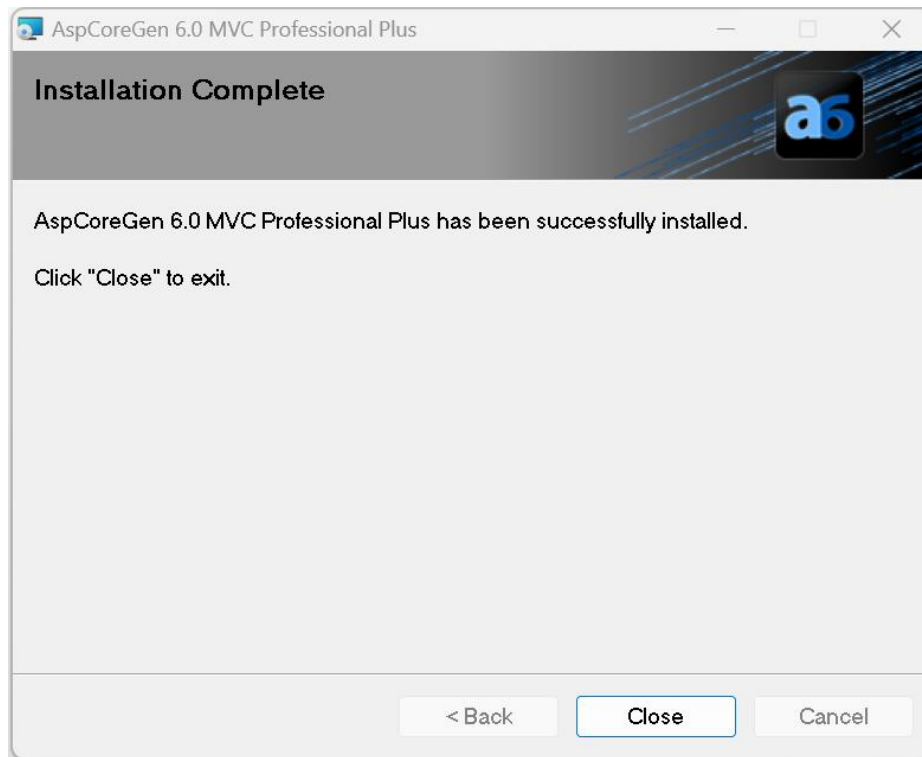 AspCoreGen 6.0 MVC Professional Plus
Installation Complete
a6
AspCoreGen 6.0 MVC Professional Plus has been successfully installed.
Click "Close" to exit.
< Back
Close
Cancel